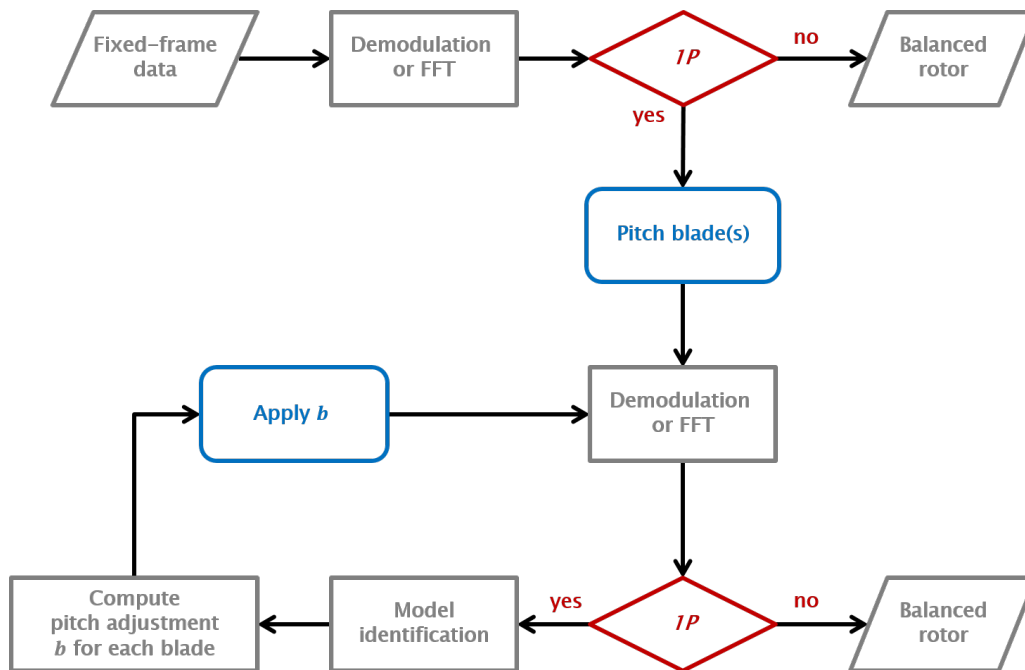 Fixed-frame
data
Demodulation
or FFT
1P
no
Balanced
rotor
yes
Pitch blade(s)
Apply b
Demodulation
or FFT
Compute
pitch adjustment
b for each blade
Model
identification
yes
1P
no
Balanced
rotor